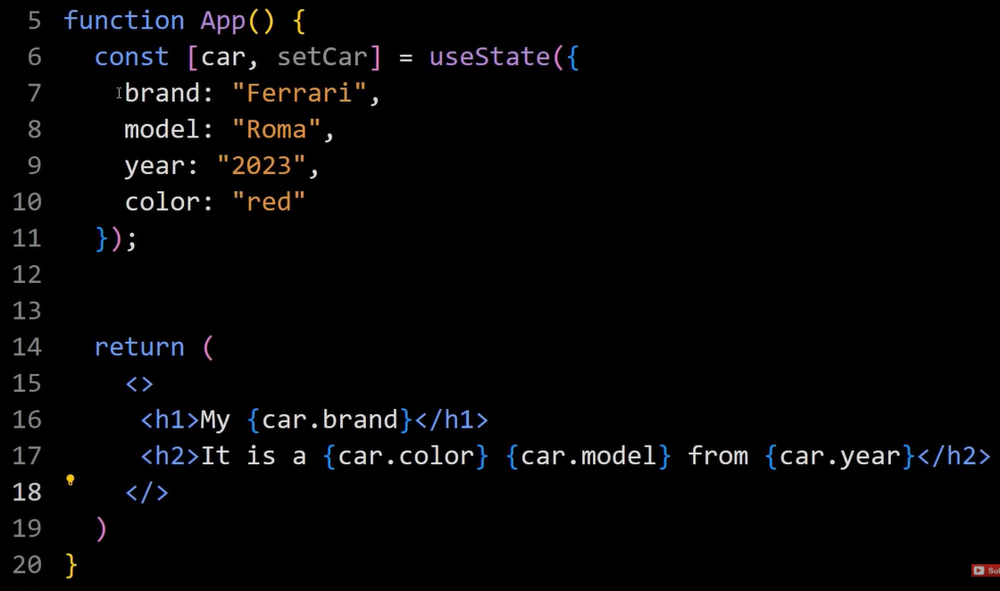 5 function App() {
6 const [car, setCar] = useState({
7 brand: "Ferrari",
8 model: "Roma",
9 year: "2023",
10 color: "red"
11 });
12
13
14 return (
15 <>
16 <h1>My {car.brand}</h1>
17 <h2>It is a {car.color} {car.model} from {car.year}</h2>
18 </>
19 )
20 }